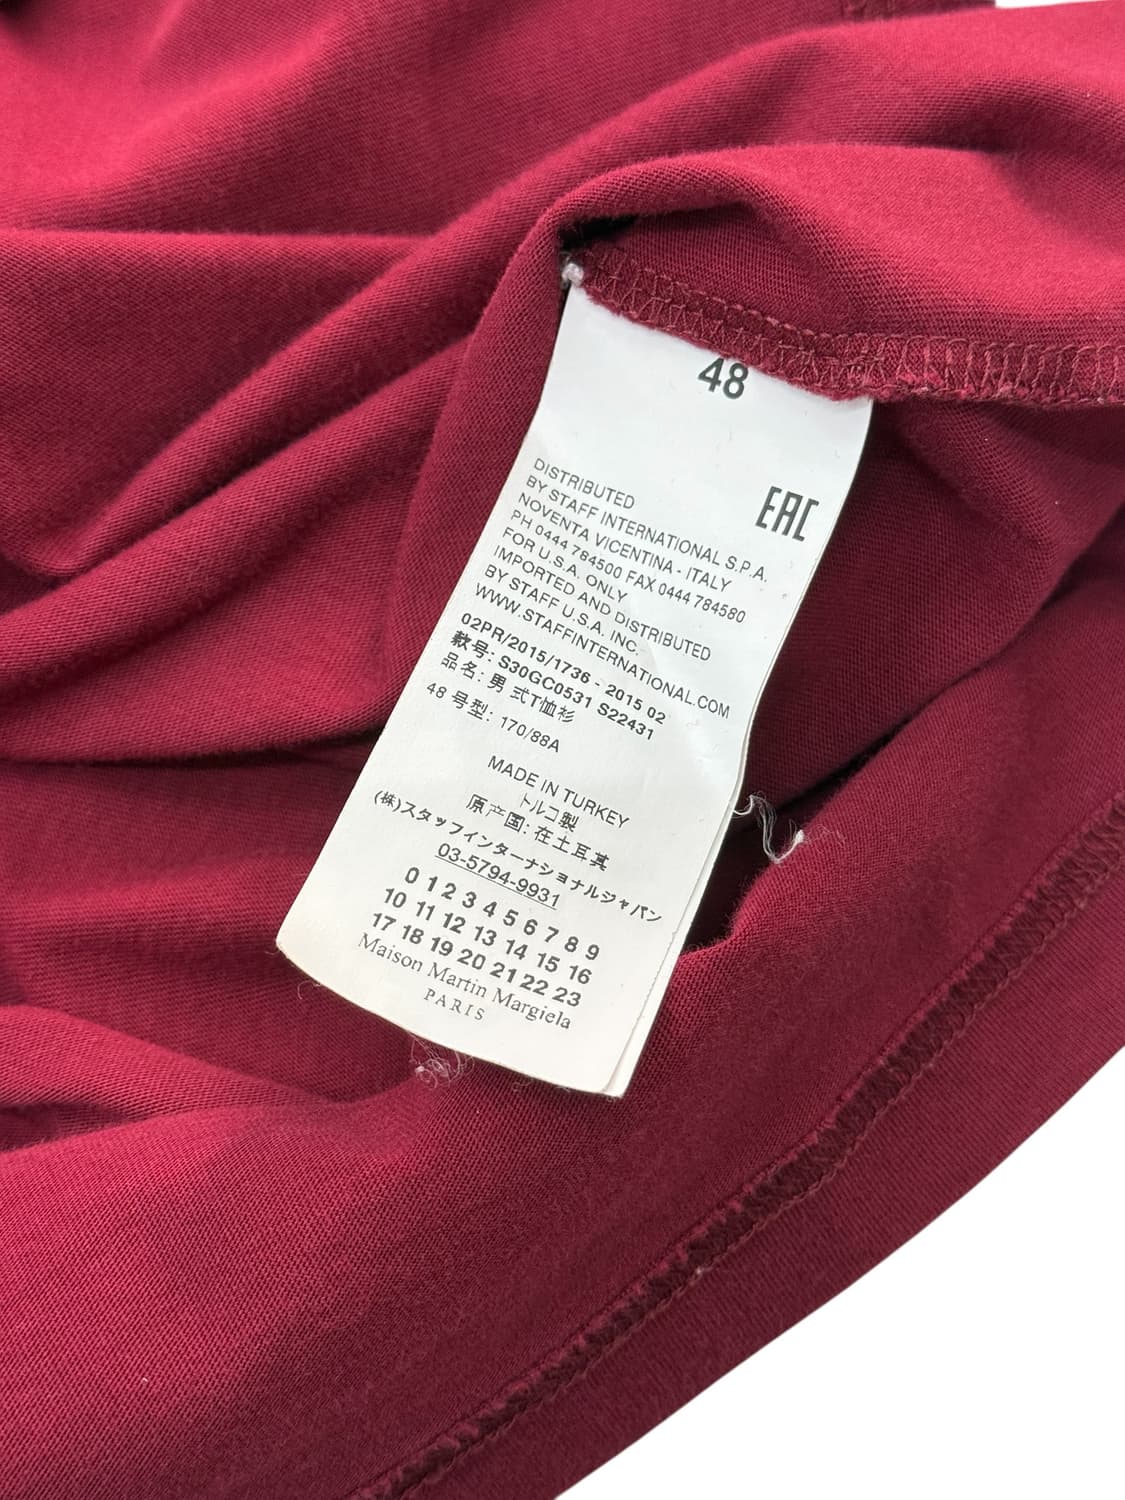 48
EAC
DISTRIBUTED
BY STAFF INTERNATIONAL S.P.A.
NOVENTA VICENTINA - ITALY
PH 0444 784500 FAX 0444 784580
FOR U.S.A. ONLY
IMPORTED AND DISTRIBUTED
BY STAFF U.S.A. INC.
WWW.STAFFINTERNATIONAL.COM
02PR/2015/1736 - 2015 02
款号: S30GC0531 S22431
品名: 男 式T恤衫
48 号型: 170/88A
MADE IN TURKEY
トルコ製
原产国: 在土耳其
(株)スタッフインターナショナルジャパン
03-5794-9931
0 1 2 3 4 5 6 7 8 9
10 11 12 13 14 15 16
17 18 19 20 21 22 23
Maison Martin Margiela
PARIS